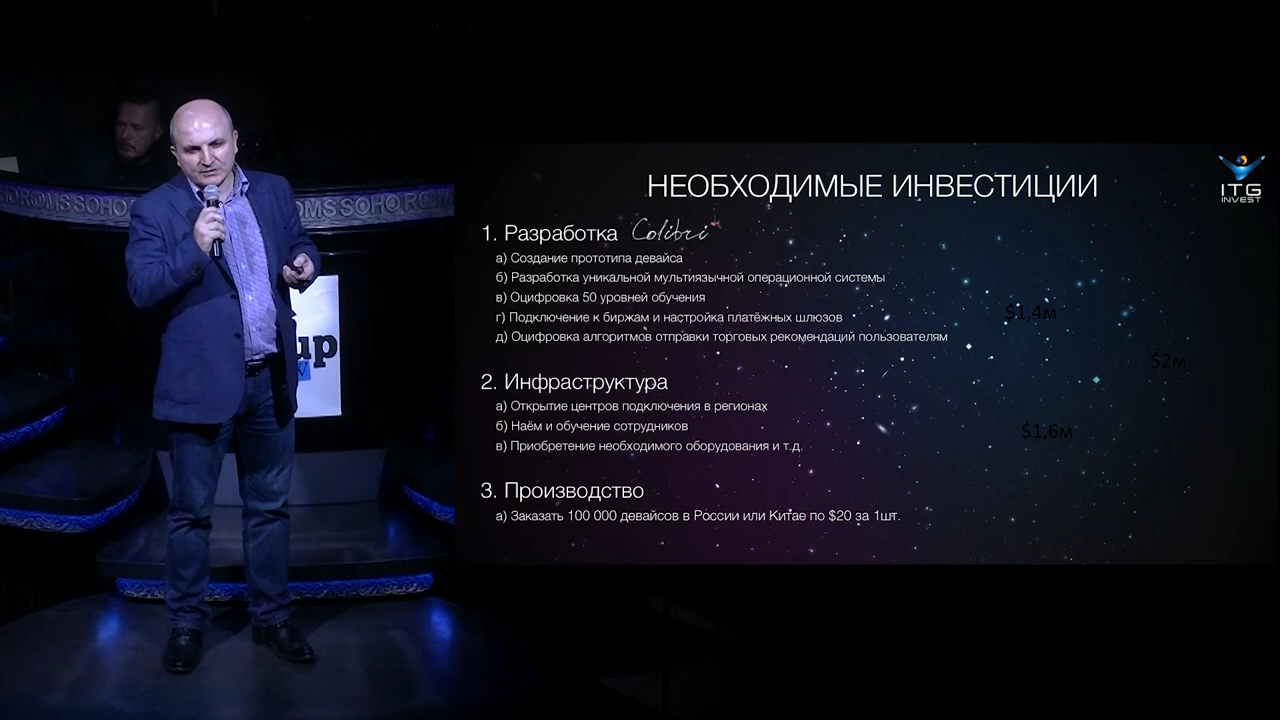 SOHO ROOMS SOHO ROOMS
up
НЕОБХОДИМЫЕ ИНВЕСТИЦИИ
ITG
INVEST
1. Разработка Colibri
а) Создание прототипа девайса
б) Разработка уникальной мультиязычной операционной системы
в) Оцифровка 50 уровней обучения
г) Подключение к биржам и настройка платёжных шлюзов
$1,4м
д) Оцифровка алгоритмов отправки торговых рекомендаций пользователям
$2м
2. Инфраструктура
а) Открытие центров подключения в регионах
б) Наём и обучение сотрудников
$1,6м
в) Приобретение необходимого оборудования и т.д.
3. Производство
а) Заказать 100 000 девайсов в России или Китае по $20 за 1шт.